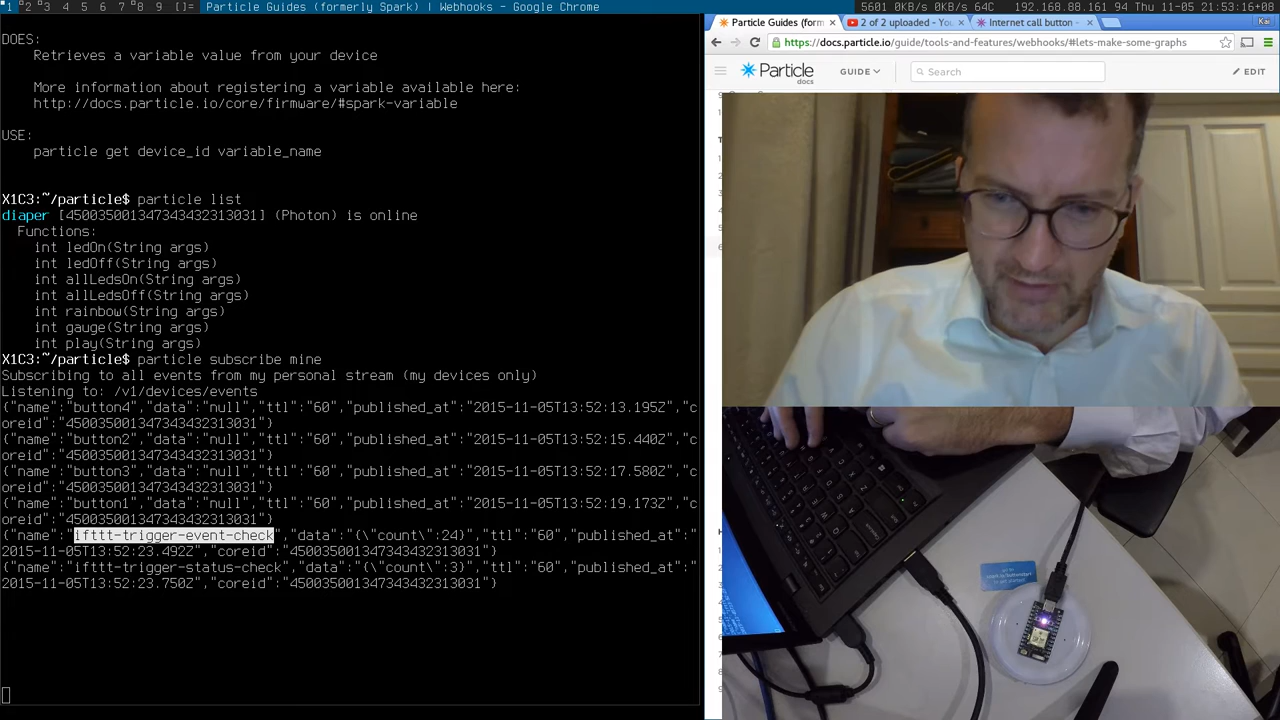 1 2 3 4 5 6 7 8 9 []= Particle Guides (formerly Spark) | Webhooks - Google Chrome 5601 0KB/s 0KB/s 64C 192.168.88.161 94 Thu 11-05 21:53:16+08
DOES:
Retrieves a variable value from your device
More information about registering a variable available here:
http://docs.particle.io/core/firmware/#spark-variable
USE:
particle get device_id variable_name
X1C3:~/particle$ particle list
diaper [450035001347343432313031] (Photon) is online
Functions:
int ledOn(String args)
int ledOff(String args)
int allLedsOn(String args)
int allLedsOff(String args)
int rainbow(String args)
int gauge(String args)
int play(String args)
X1C3:~/particle$ particle subscribe mine
Subscribing to all events from my personal stream (my devices only)
Listening to: /v1/devices/events
{"name":"button4","data":"null","ttl":"60","published_at":"2015-11-05T13:52:13.195Z","c
oreid":"450035001347343432313031"}
{"name":"button2","data":"null","ttl":"60","published_at":"2015-11-05T13:52:15.440Z","c
oreid":"450035001347343432313031"}
{"name":"button3","data":"null","ttl":"60","published_at":"2015-11-05T13:52:17.580Z","c
oreid":"450035001347343432313031"}
{"name":"button1","data":"null","ttl":"60","published_at":"2015-11-05T13:52:19.173Z","c
oreid":"450035001347343432313031"}
{"name":"ifttt-trigger-event-check","data":"{\"count\":24}","ttl":"60","published_at":"
2015-11-05T13:52:23.492Z","coreid":"450035001347343432313031"}
{"name":"ifttt-trigger-status-check","data":"{\"count\":3}","ttl":"60","published_at":"
2015-11-05T13:52:23.750Z","coreid":"450035001347343432313031"}
Particle Guides (form × 2 of 2 uploaded - You × Internet call button - × Kai
https://docs.particle.io/guide/tools-and-features/webhooks/#lets-make-some-graphs
Particle docs GUIDE Search EDIT